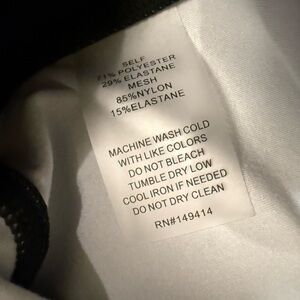 SELF
71% POLYESTER
29% ELASTANE
MESH
85%NYLON
15%ELASTANE
MACHINE WASH COLD
WITH LIKE COLORS
DO NOT BLEACH
TUMBLE DRY LOW
COOL IRON IF NEEDED
DO NOT DRY CLEAN
RN#149414